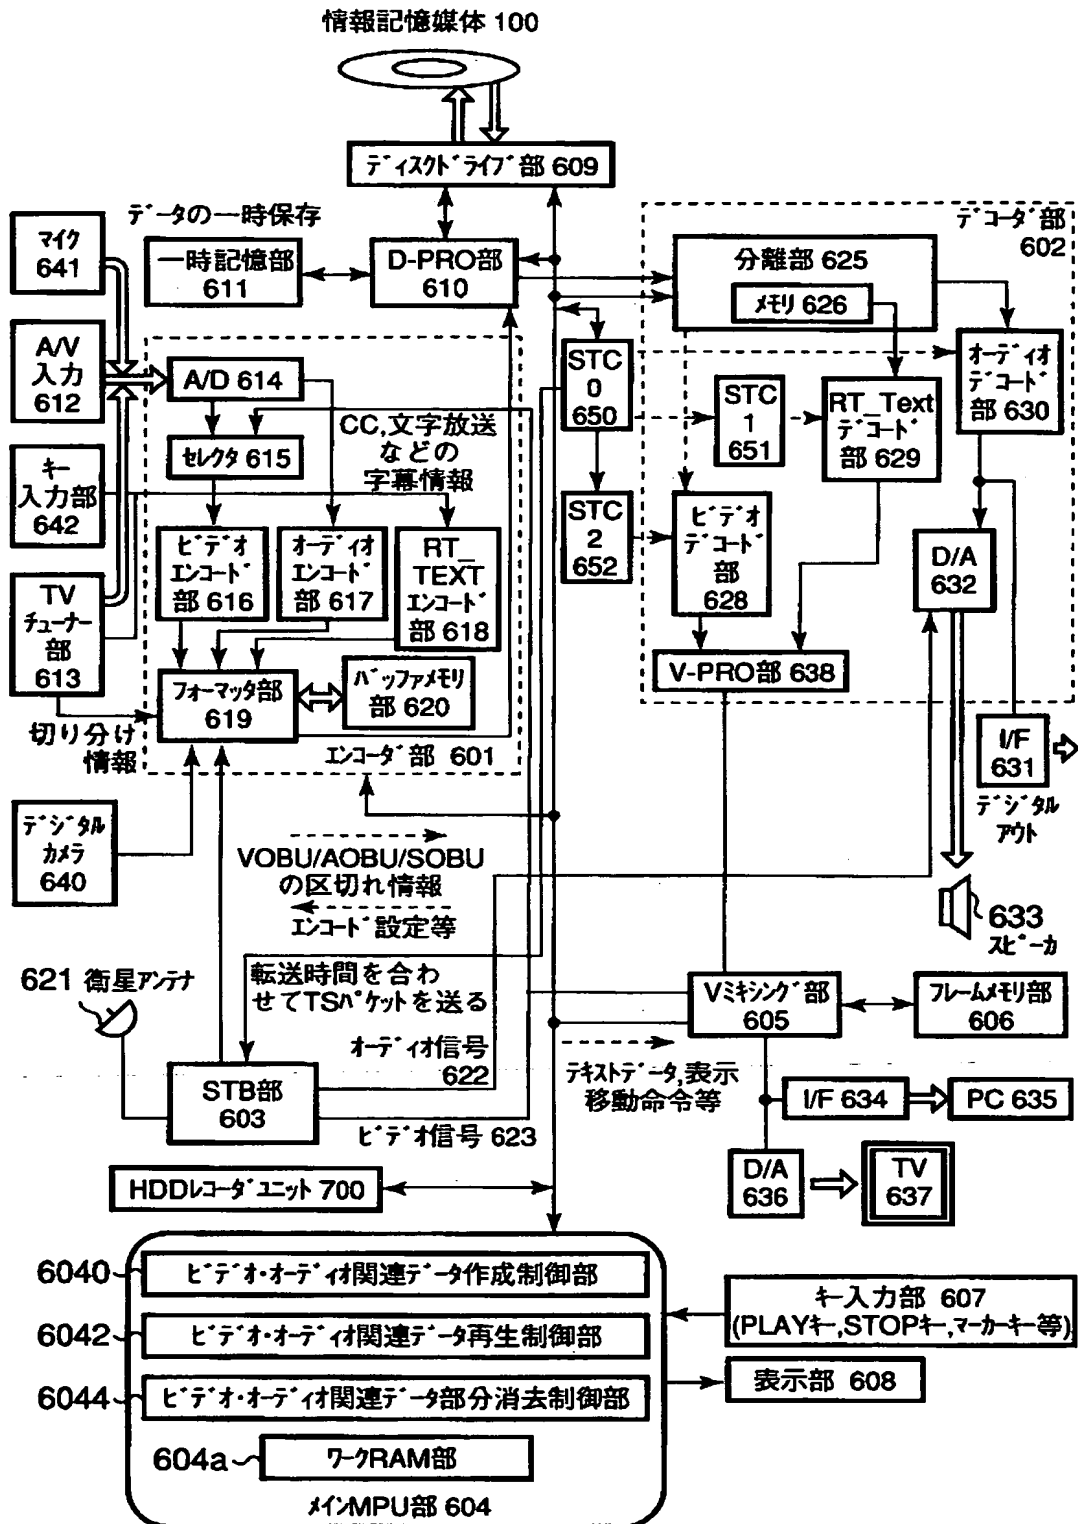 情報記憶媒体 100
ディスクドライブ部 609
データの一時保存
一時記憶部
611
D-PRO部
610
マイク
641
A/V
入力
612
キー
入力部
642
TV
チューナー
部
613
A/D 614
セレクタ 615
CC,文字放送
などの
字幕情報
ビデオ
エンコード
部 616
オーディオ
エンコード
部 617
RT_
TEXT
エンコード
部 618
フォーマッタ部
619
バッファメモリ
部 620
エンコーダ部 601
切り分け
情報
デコーダ部
602
分離部 625
メモリ 626
STC
0
650
STC
1
651
STC
2
652
RT_Text
デコード
部 629
オーディオ
デコード
部 630
ビデオ
デコード
部
628
D/A
632
V-PRO部 638
I/F
631
デジタル
アウト
デジタル
カメラ
640
VOBU/AOBU/SOBU
の区切れ情報
エンコード設定等
633
スピーカ
621 衛星アンテナ
転送時間を合わ
せてTSパケットを送る
オーディオ信号
622
STB部
603
ビデオ信号 623
Vミキシング部
605
フレームメモリ部
606
テキストデータ,表示
移動命令等
I/F 634
PC 635
D/A
636
TV
637
HDDレコーダユニット 700
6040
ビデオ・オーディオ関連データ作成制御部
6042
ビデオ・オーディオ関連データ再生制御部
6044
ビデオ・オーディオ関連データ部分消去制御部
604a
ワークRAM部
メインMPU部 604
キー入力部 607
(PLAYキー,STOPキー,マーカーキー等)
表示部 608